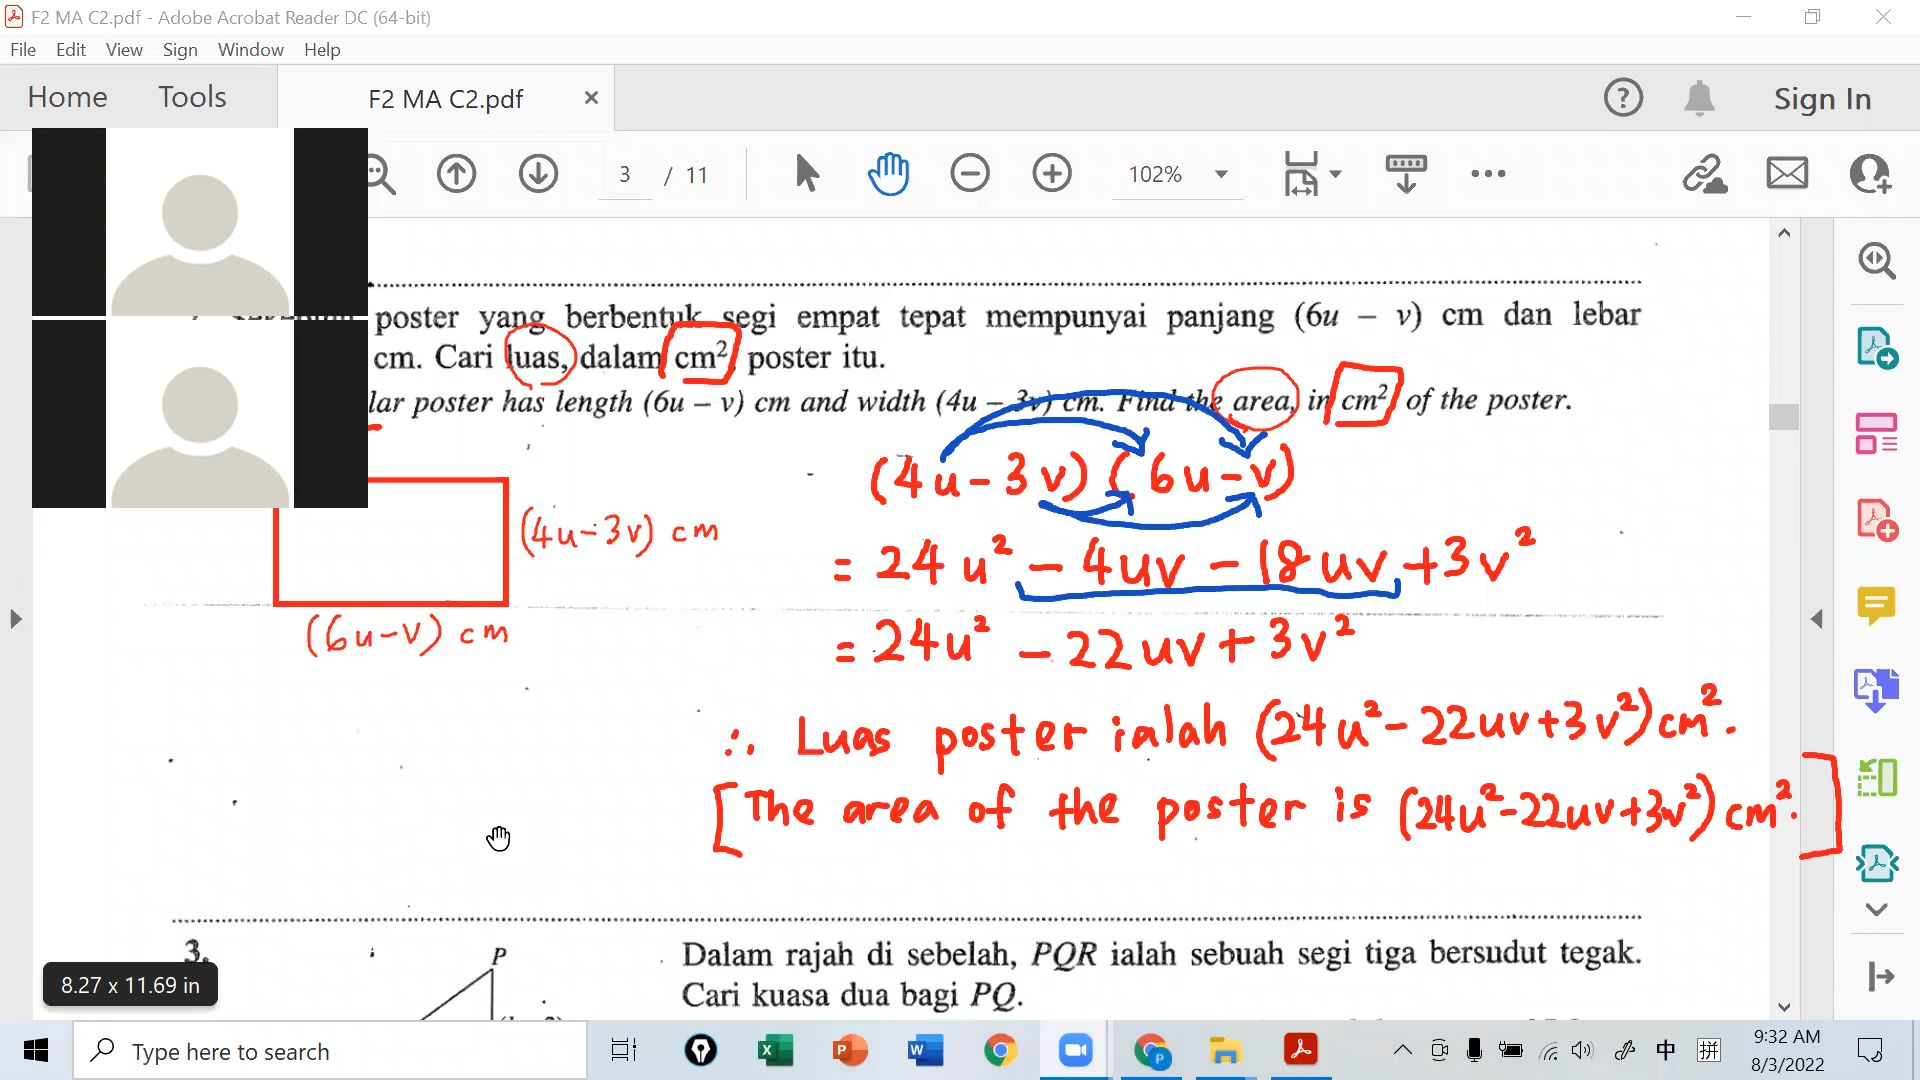 F2 MA C2.pdf - Adobe Acrobat Reader DC (64-bit)
File Edit View Sign Window Help
Home Tools F2 MA C2.pdf × Sign In
3 / 11 102%
poster yang berbentuk segi empat tepat mempunyai panjang (6u – v) cm dan lebar
cm. Cari luas, dalam cm² poster itu.
lar poster has length (6u – v) cm and width (4u – 3v) cm. Find the area, in cm² of the poster.
(4u-3v)(6u-v)
(4u-3v) cm
= 24u² - 4uv - 18uv + 3v²
(6u-v) cm
= 24u² - 22uv + 3v²
∴ Luas poster ialah (24u²-22uv+3v²)cm².
[The area of the poster is (24u²-22uv+3v²)cm².]
3. P
Dalam rajah di sebelah, PQR ialah sebuah segi tiga bersudut tegak.
Cari kuasa dua bagi PQ.
8.27 x 11.69 in
Type here to search
中 拼
9:32 AM
8/3/2022